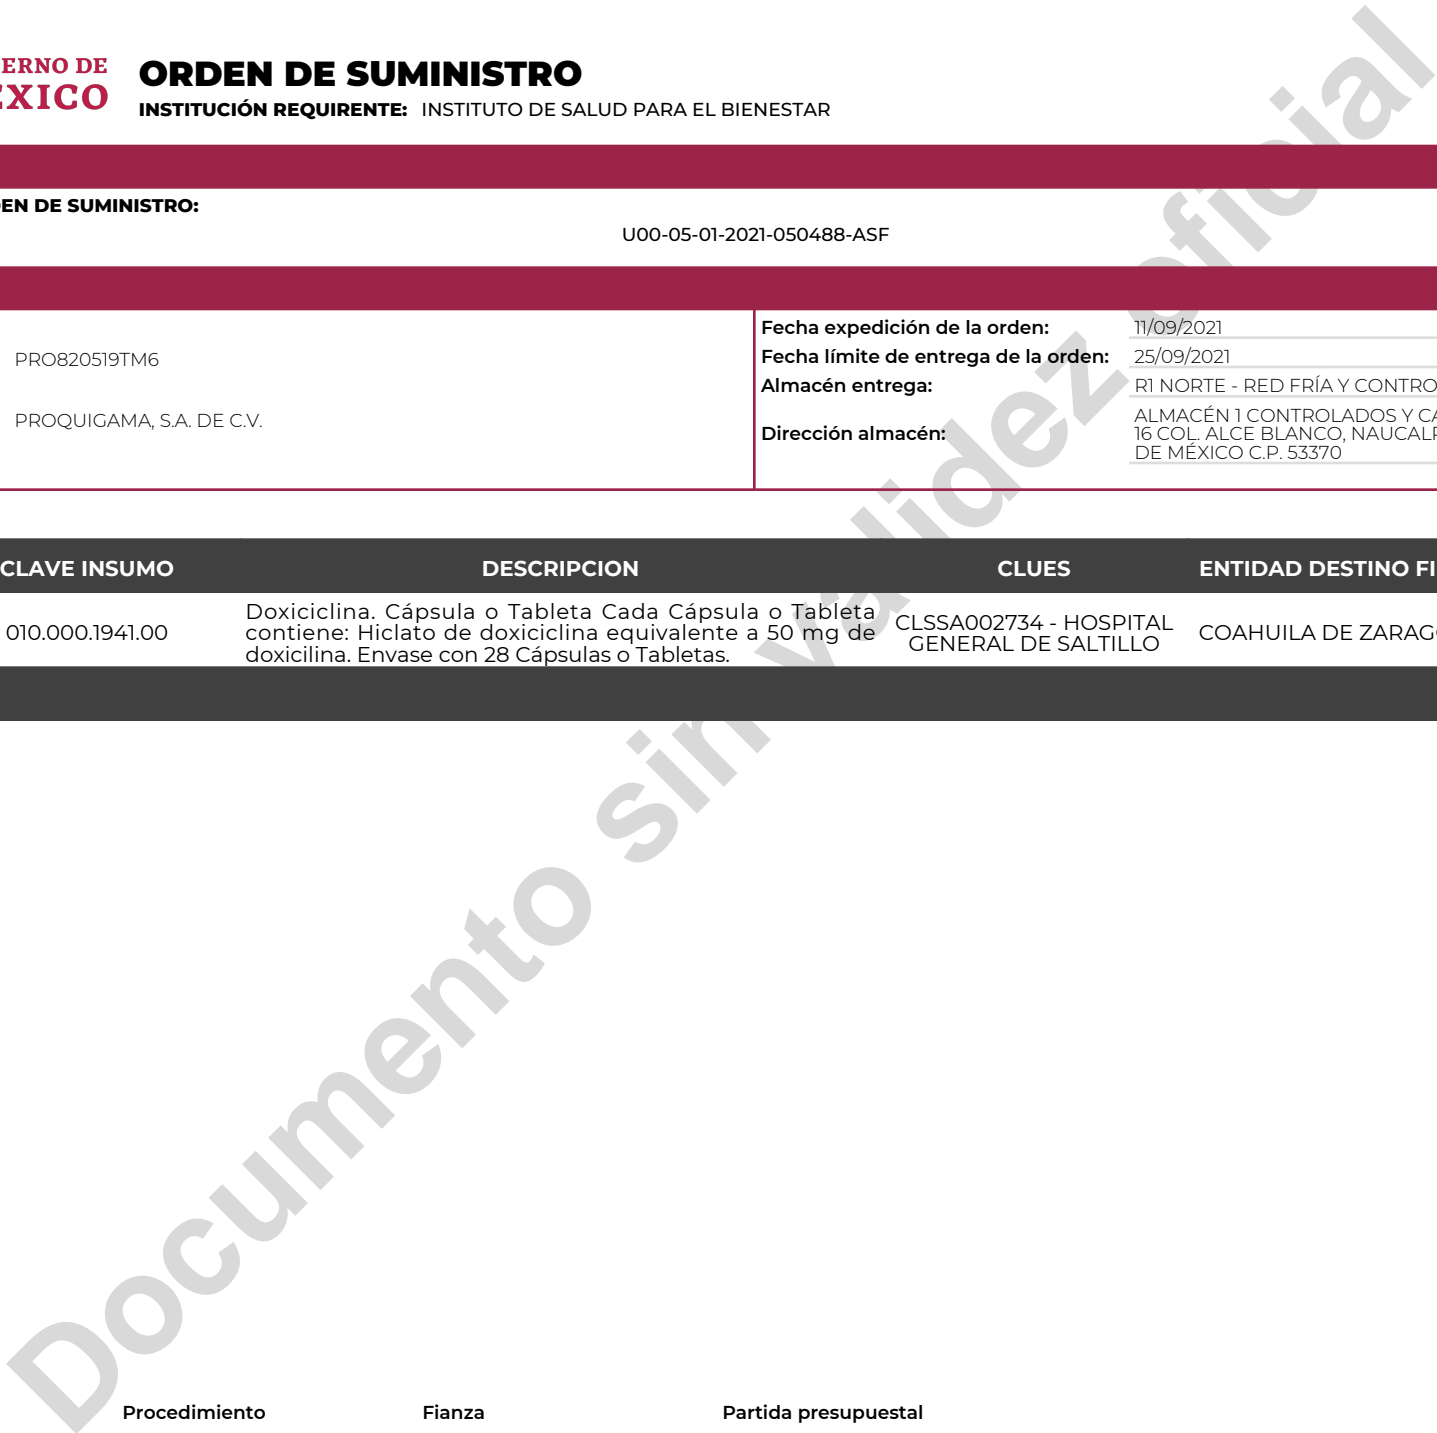 ERNO DE
ÉXICO
ORDEN DE SUMINISTRO
INSTITUCIÓN REQUIRENTE: INSTITUTO DE SALUD PARA EL BIENESTAR
EN DE SUMINISTRO:
U00-05-01-2021-050488-ASF
PRO820519TM6
PROQUIGAMA, S.A. DE C.V.
Fecha expedición de la orden: 11/09/2021
Fecha límite de entrega de la orden: 25/09/2021
Almacén entrega: R1 NORTE - RED FRÍA Y CONTRO
Dirección almacén:
ALMACÉN 1 CONTROLADOS Y CA
16 COL. ALCE BLANCO, NAUCALP
DE MÉXICO C.P. 53370
CLAVE INSUMO DESCRIPCION CLUES ENTIDAD DESTINO FI
010.000.1941.00
Doxiciclina. Cápsula o Tableta Cada Cápsula o Tableta
contiene: Hiclato de doxiciclina equivalente a 50 mg de
doxicilina. Envase con 28 Cápsulas o Tabletas.
CLSSA002734 - HOSPITAL
GENERAL DE SALTILLO
COAHUILA DE ZARAG
Documento sin validez oficial
Procedimiento Fianza Partida presupuestal